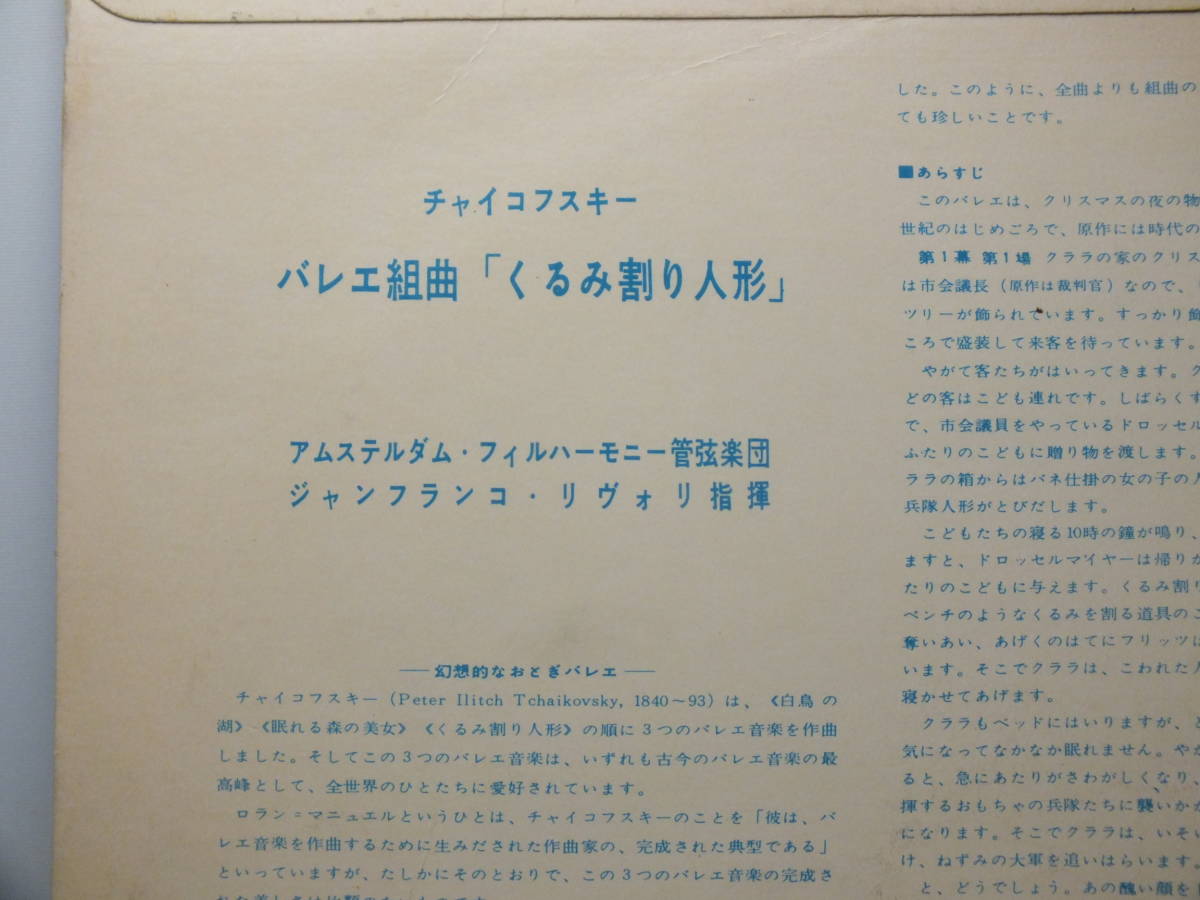 チャイコフスキー
バレエ組曲「くるみ割り人形」
アムステルダム・フィルハーモニー管弦楽団
ジャンフランコ・リヴォリ指揮
── 幻想的なおとぎバレエ ──
チャイコフスキー（Peter Ilitch Tchaikovsky, 1840～93）は、《白鳥の
湖》《眠れる森の美女》《くるみ割り人形》の順に３つのバレエ音楽を作曲
しました。そしてこの３つのバレエ音楽は、いずれも古今のバレエ音楽の最
高峰として、全世界のひとたちに愛好されています。
ロラン＝マニュエルというひとは、チャイコフスキーのことを「彼は、バ
レエ音楽を作曲するために生みだされた作曲家の、完成された典型である」
といっていますが、たしかにそのとおりで、この３つのバレエ音楽の完成さ
した。このように、全曲よりも組曲の
ても珍しいことです。
■あらすじ
このバレエは、クリスマスの夜の物
世紀のはじめごろで、原作には時代の
第１幕 第１場 クララの家のクリス
は市会議長（原作は裁判官）なので、
ツリーが飾られています。すっかり飾
ころで盛装して来客を待っています。
やがて客たちがはいってきます。ク
どの客はこども連れです。しばらくす
で、市会議員をやっているドロッセル
ふたりのこどもに贈り物を渡します。
ララの箱からはバネ仕掛の女の子の人
兵隊人形がとびだします。
こどもたちの寝る10時の鐘が鳴り、
ますと、ドロッセルマイヤーは帰りが
たりのこどもに与えます。くるみ割り
ペンチのようなくるみを割る道具のこ
奪いあい、あげくのはてにフリッツは
います。そこでクララは、こわれた人
寝かせてあげます。
クララもベッドにはいりますが、と
気になってなかなか眠れません。やが
ると、急にあたりがさわがしくなり、
揮するおもちゃの兵隊たちに襲いかか
になります。そこでクララは、いそい
け、ねずみの大軍を追いはらいます。
と、どうでしょう。あの醜い顔を